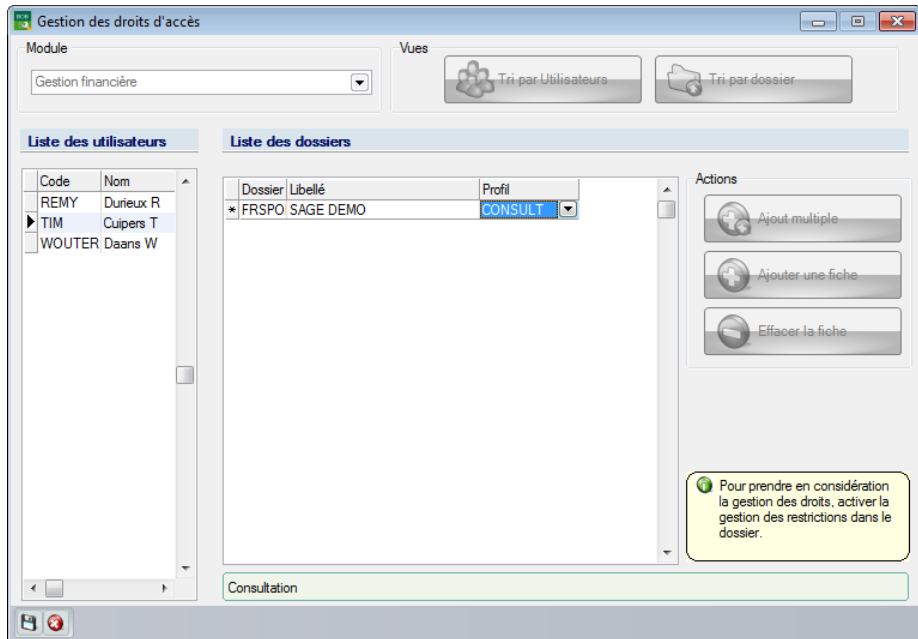 Gestion des droits d'accès
Module
Gestion financière
Vues
Tri par Utilisateurs
Tri par dossier
Liste des utilisateurs
Code Nom
REMY Durieux R
TIM Cuipers T
WOUTER Daans W
Liste des dossiers
Dossier Libellé Profil
* FRSPO SAGE DEMO CONSULT
Actions
Ajout multiple
Ajouter une fiche
Effacer la fiche
Pour prendre en considération
la gestion des droits, activer la
gestion des restrictions dans le
dossier.
Consultation